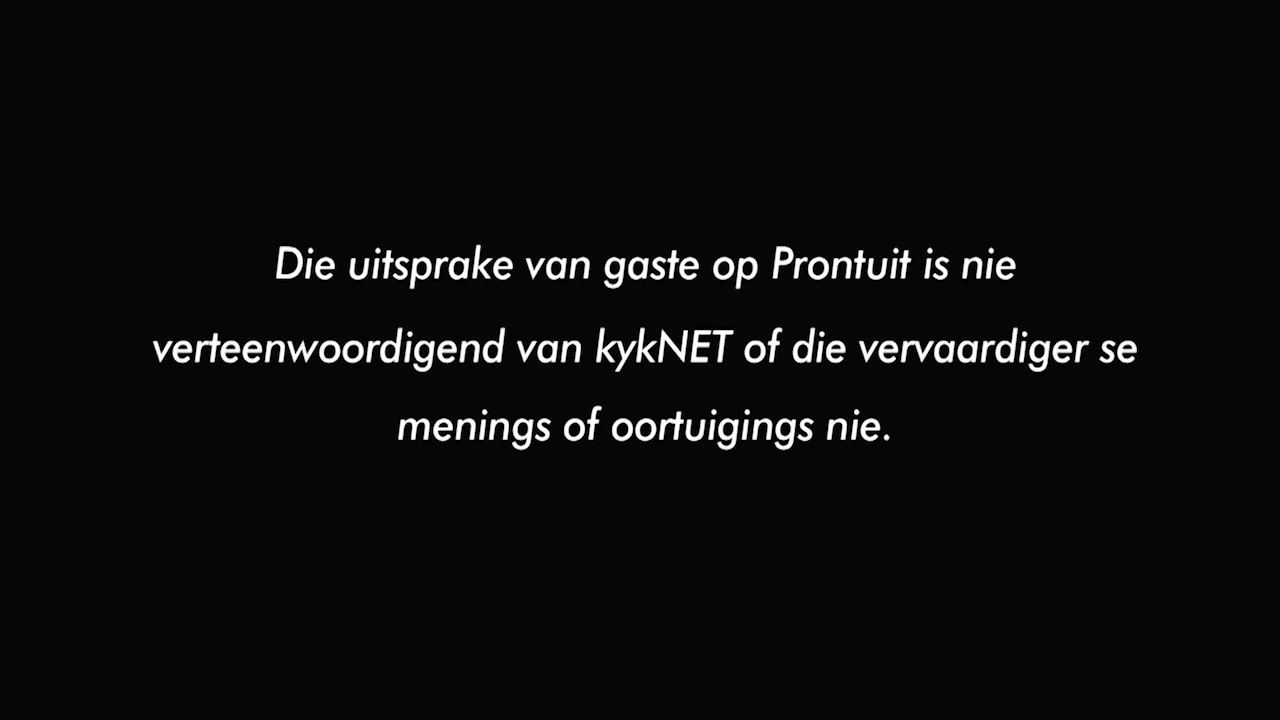 Die uitsprake van gaste op Prontuit is nie
verteenwoordigend van kykNET of die vervaardiger se
menings of oortuigings nie.